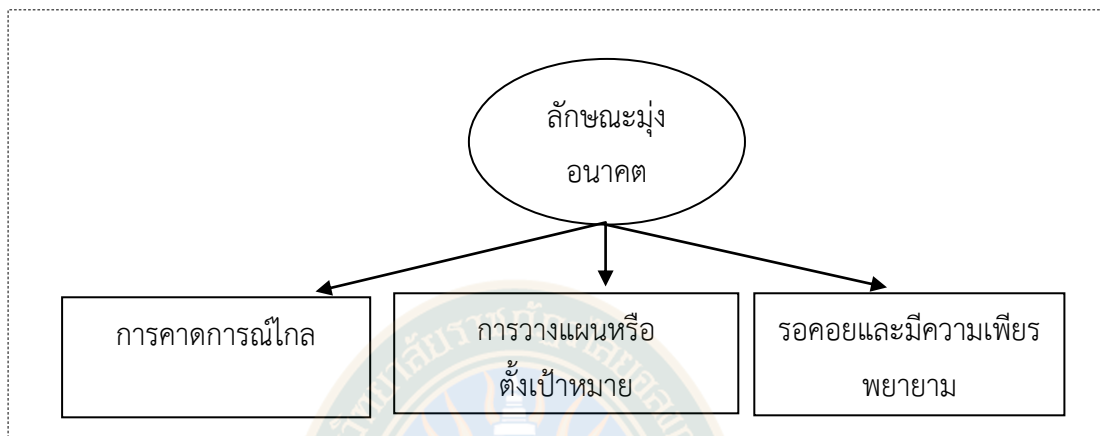 ลักษณะมุ่ง
อนาคต
การคาดการณ์ไกล
การวางแผนหรือ
ตั้งเป้าหมาย
รอคอยและมีความเพียร
พยายาม